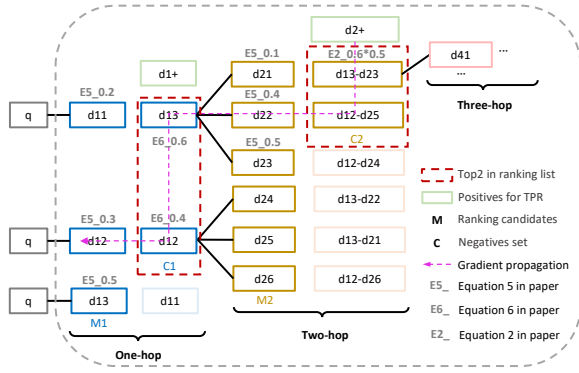 d2+
E5_0.1
E2_0.6*0.5
d41
...
d1+
d21
d13-d23
...
E5_0.2
E5_0.4
Three-hop
q
d11
d13
d22
d12-d25
E6_0.6
E5_0.5
C2
d23
d12-d24
Top2 in ranking list
Positives for TPR
E5_0.3
E6_0.4
d24
d13-d22
M Ranking candidates
q
d12
d12
d25
d13-d21
C Negatives set
C1
Gradient propagation
E5_0.5
d26
d12-d26
E5_ Equation 5 in paper
q
d13
d11
M2
E6_ Equation 6 in paper
M1
E2_ Equation 2 in paper
One-hop
Two-hop